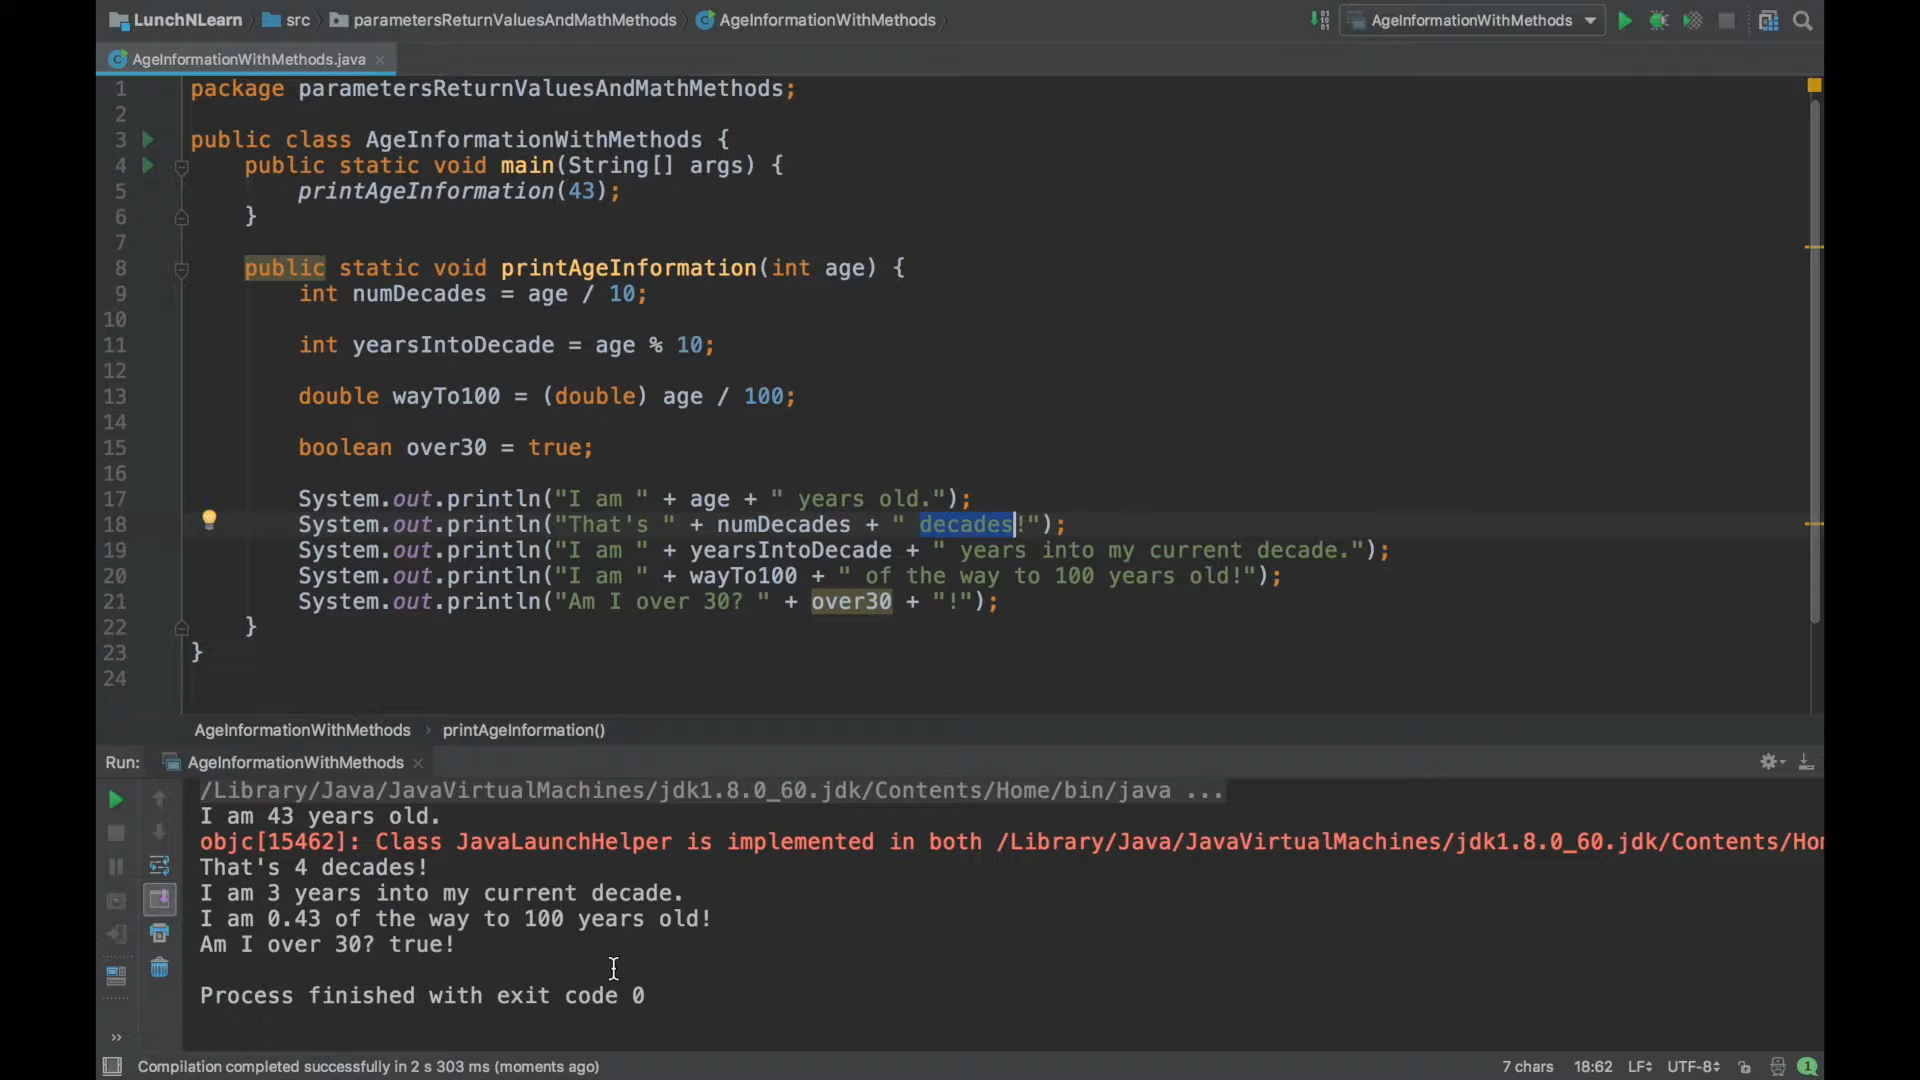 LunchNLearn src parametersReturnValuesAndMathMethods AgeInformationWithMethods AgeInformationWithMethods
AgeInformationWithMethods.java
1 package parametersReturnValuesAndMathMethods;
2
3 public class AgeInformationWithMethods {
4 public static void main(String[] args) {
5 printAgeInformation(43);
6 }
7
8 public static void printAgeInformation(int age) {
9 int numDecades = age / 10;
10
11 int yearsIntoDecade = age % 10;
12
13 double wayTo100 = (double) age / 100;
14
15 boolean over30 = true;
16
17 System.out.println("I am " + age + " years old.");
18 System.out.println("That's " + numDecades + " decades!");
19 System.out.println("I am " + yearsIntoDecade + " years into my current decade.");
20 System.out.println("I am " + wayTo100 + " of the way to 100 years old!");
21 System.out.println("Am I over 30? " + over30 + "!");
22 }
23 }
24
AgeInformationWithMethods › printAgeInformation()
Run: AgeInformationWithMethods
/Library/Java/JavaVirtualMachines/jdk1.8.0_60.jdk/Contents/Home/bin/java ...
I am 43 years old.
objc[15462]: Class JavaLaunchHelper is implemented in both /Library/Java/JavaVirtualMachines/jdk1.8.0_60.jdk/Contents/Hom
That's 4 decades!
I am 3 years into my current decade.
I am 0.43 of the way to 100 years old!
Am I over 30? true!
Process finished with exit code 0
Compilation completed successfully in 2 s 303 ms (moments ago) 7 chars 18:62 LF UTF-8 1